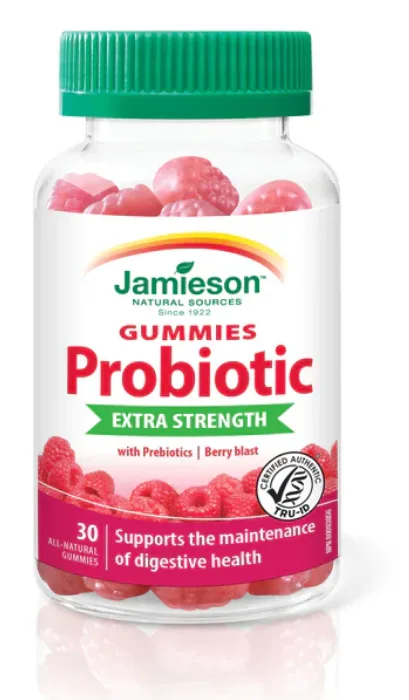 Jamieson™
NATURAL SOURCES
Since 1922
GUMMIES
Probiotic
EXTRA STRENGTH
with Prebiotics | Berry blast
CERTIFIED AUTHENTIC
TRU-ID
30
ALL-NATURAL
GUMMIES
Supports the maintenance
of digestive health